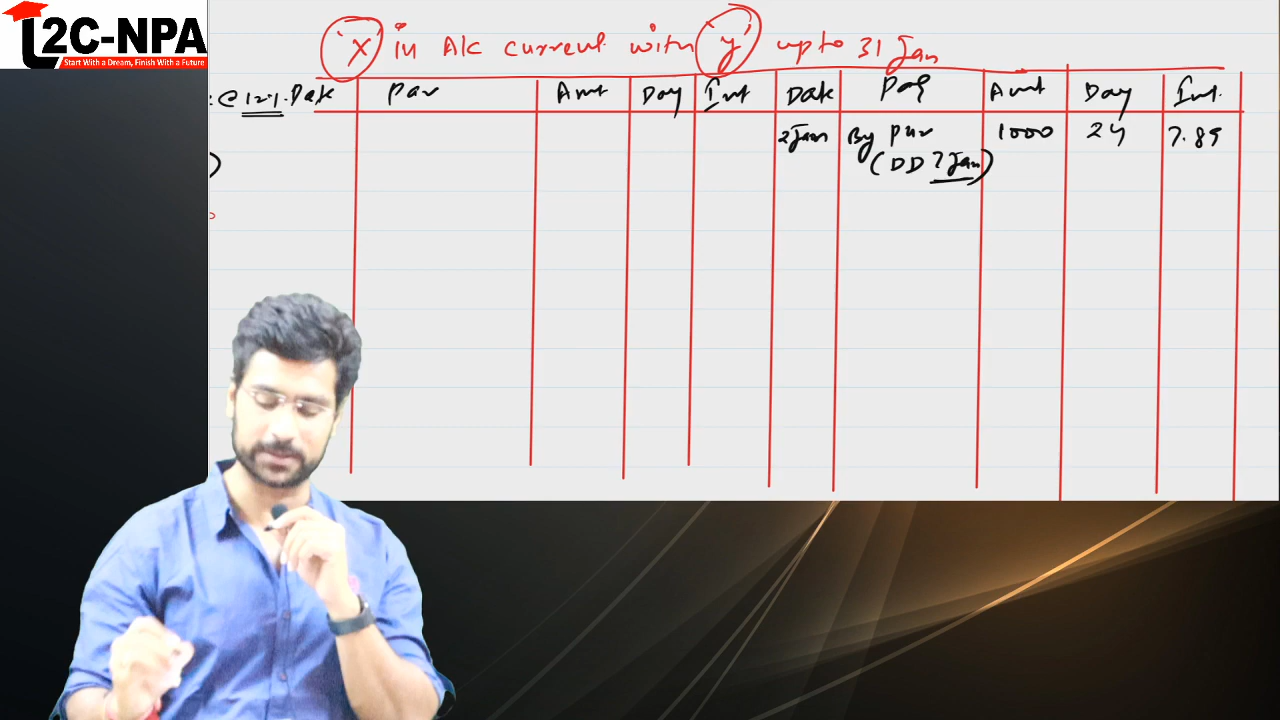 L2C-NPA
Start With a Dream, Finish With a Future
'X' in A/c current with 'y' upto 31 Jan
@ 12% Date Par Amt Day Int Date Par Amt Day Int.
2 Jan By pur 1000 24 7.89
(DD 7 Jan)